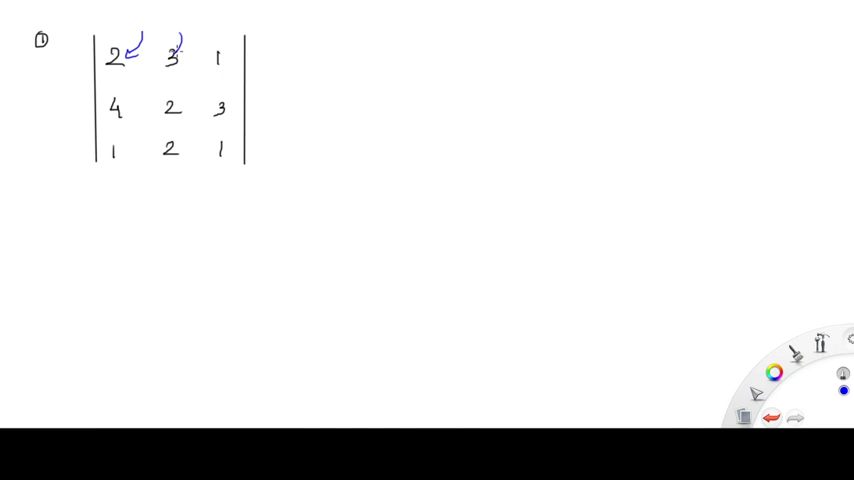 ① 2 3 1
4 2 3
1 2 1